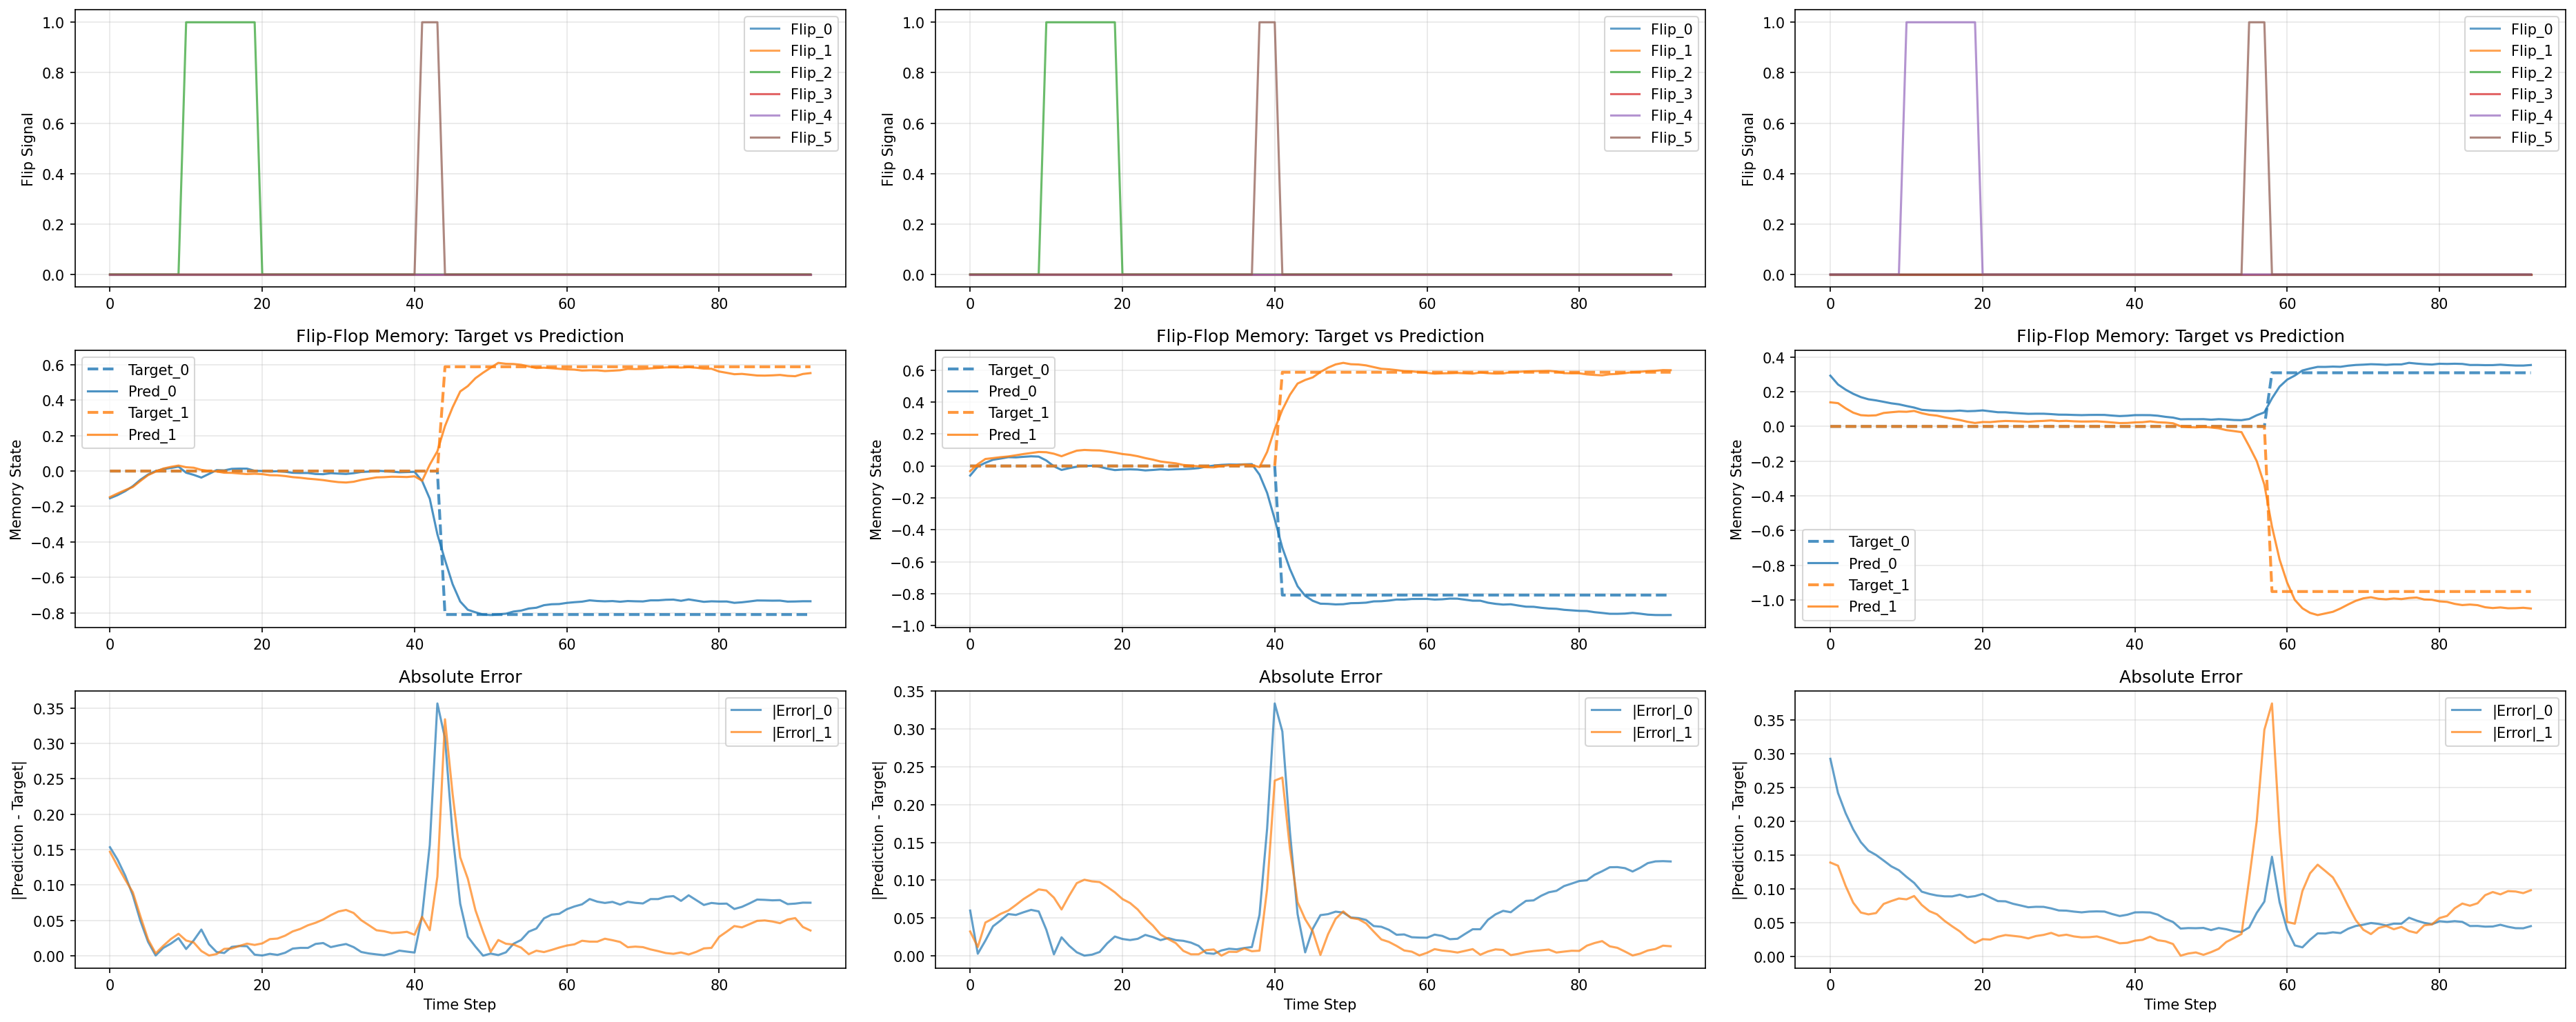 Flip Signal
1.0
0.8
0.6
0.4
0.2
0.0
0 20 40 60 80
Flip_0
Flip_1
Flip_2
Flip_3
Flip_4
Flip_5
Flip Signal
1.0
0.8
0.6
0.4
0.2
0.0
0 20 40 60 80
Flip_0
Flip_1
Flip_2
Flip_3
Flip_4
Flip_5
Flip Signal
1.0
0.8
0.6
0.4
0.2
0.0
0 20 40 60 80
Flip_0
Flip_1
Flip_2
Flip_3
Flip_4
Flip_5
Flip-Flop Memory: Target vs Prediction
Memory State
0.6
0.4
0.2
0.0
−0.2
−0.4
−0.6
−0.8
0 20 40 60 80
Target_0
Pred_0
Target_1
Pred_1
Flip-Flop Memory: Target vs Prediction
Memory State
0.6
0.4
0.2
0.0
−0.2
−0.4
−0.6
−0.8
−1.0
0 20 40 60 80
Target_0
Pred_0
Target_1
Pred_1
Flip-Flop Memory: Target vs Prediction
Memory State
0.4
0.2
0.0
−0.2
−0.4
−0.6
−0.8
−1.0
0 20 40 60 80
Target_0
Pred_0
Target_1
Pred_1
Absolute Error
|Prediction - Target|
0.35
0.30
0.25
0.20
0.15
0.10
0.05
0.00
0 20 40 60 80
Time Step
|Error|_0
|Error|_1
Absolute Error
|Prediction - Target|
0.35
0.30
0.25
0.20
0.15
0.10
0.05
0.00
0 20 40 60 80
Time Step
|Error|_0
|Error|_1
Absolute Error
|Prediction - Target|
0.35
0.30
0.25
0.20
0.15
0.10
0.05
0.00
0 20 40 60 80
Time Step
|Error|_0
|Error|_1